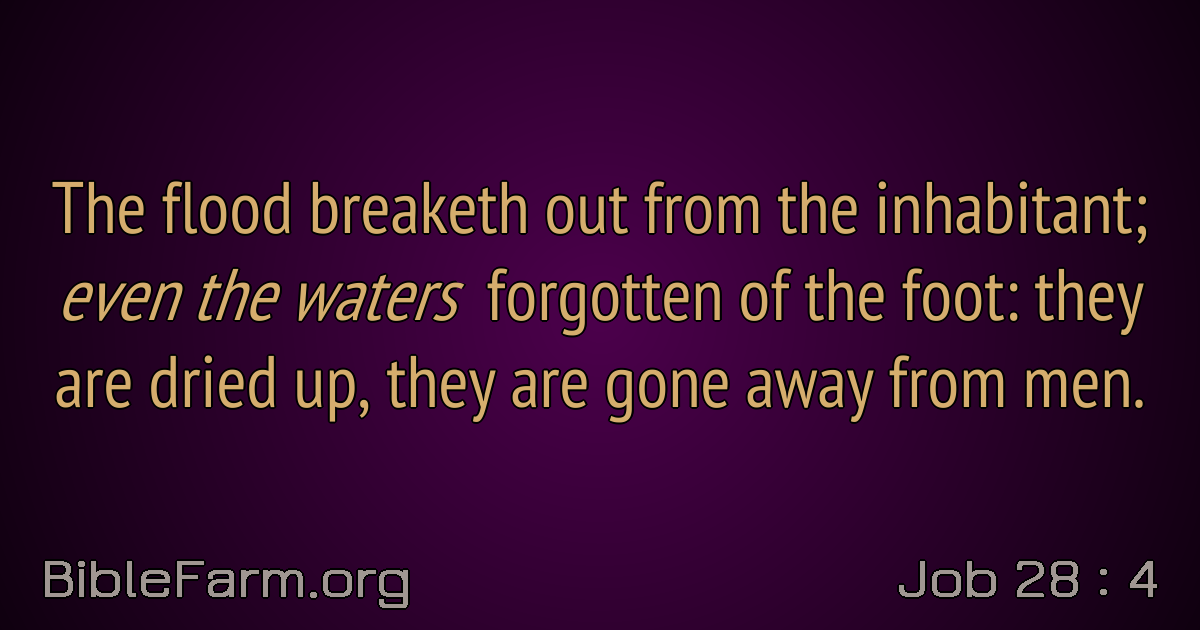 The flood breaketh out from the inhabitant;
even the waters forgotten of the foot: they
are dried up, they are gone away from men.
BibleFarm.org
Job 28 : 4